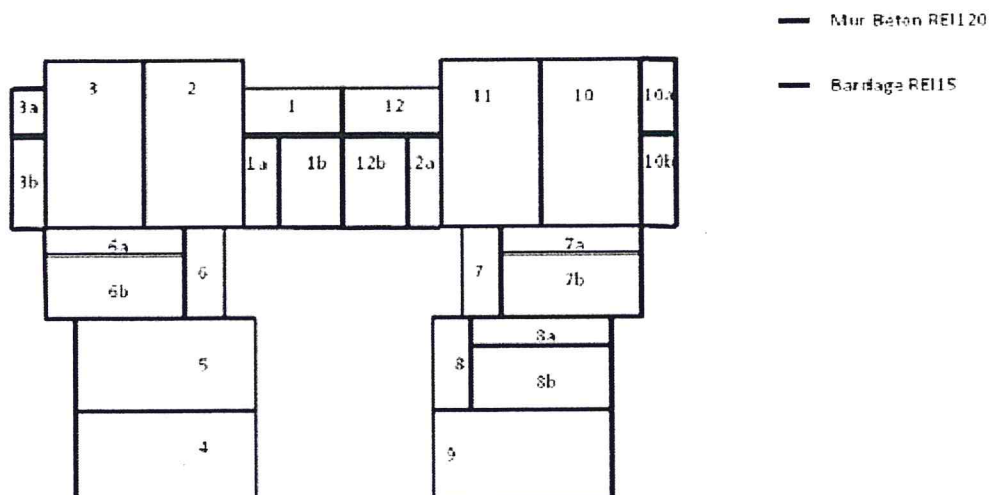 Mur Beton REI120
Bardage REI15
3 2 11 10 10a
3a 1 12
3b 1a 1b 12b 2a 10b
6a 7a
6 7 7b
6b
5 8 8a
8b
4 9